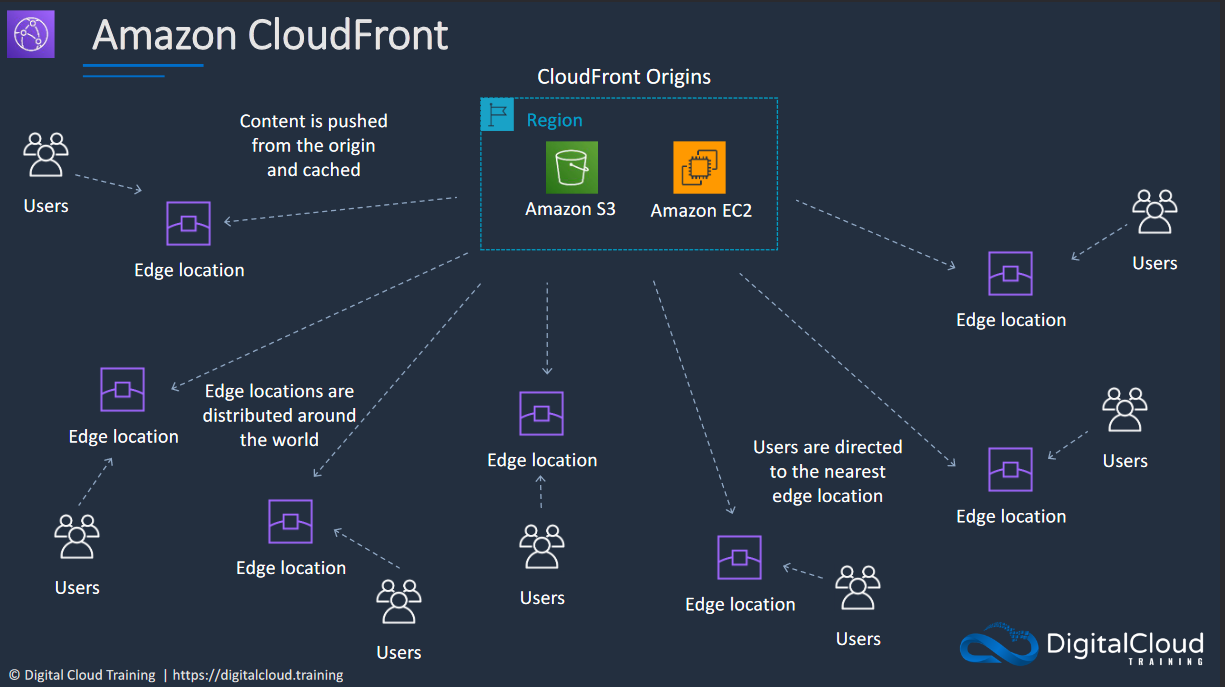 Amazon CloudFront
CloudFront Origins
Region
Amazon S3
Amazon EC2
Content is pushed
from the origin
and cached
Users
Edge location
Users
Edge location
Edge location
Edge locations are
distributed around
the world
Users
Edge location
Users
Edge location
Users
Users are directed
to the nearest
edge location
Edge location
Users
Users
Edge location
DigitalCloud
TRAINING
© Digital Cloud Training | https://digitalcloud.training